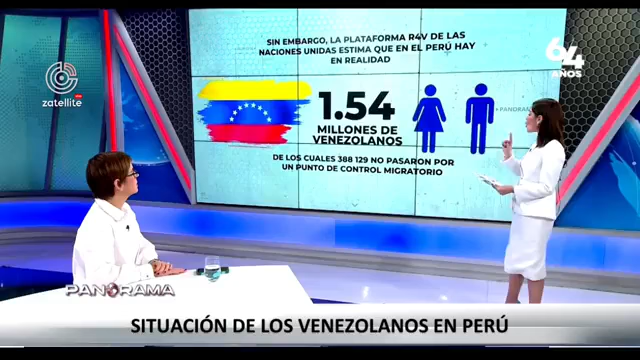 SIN EMBARGO, LA PLATAFORMA R4V DE LAS
NACIONES UNIDAS ESTIMA QUE EN EL PERÚ HAY
EN REALIDAD
64
AÑOS
zatellite
1.54
MILLONES DE
VENEZOLANOS
+PANORAMA
DE LOS CUALES 388 129 NO PASARON POR
UN PUNTO DE CONTROL MIGRATORIO
PANORAMA
SITUACIÓN DE LOS VENEZOLANOS EN PERÚ